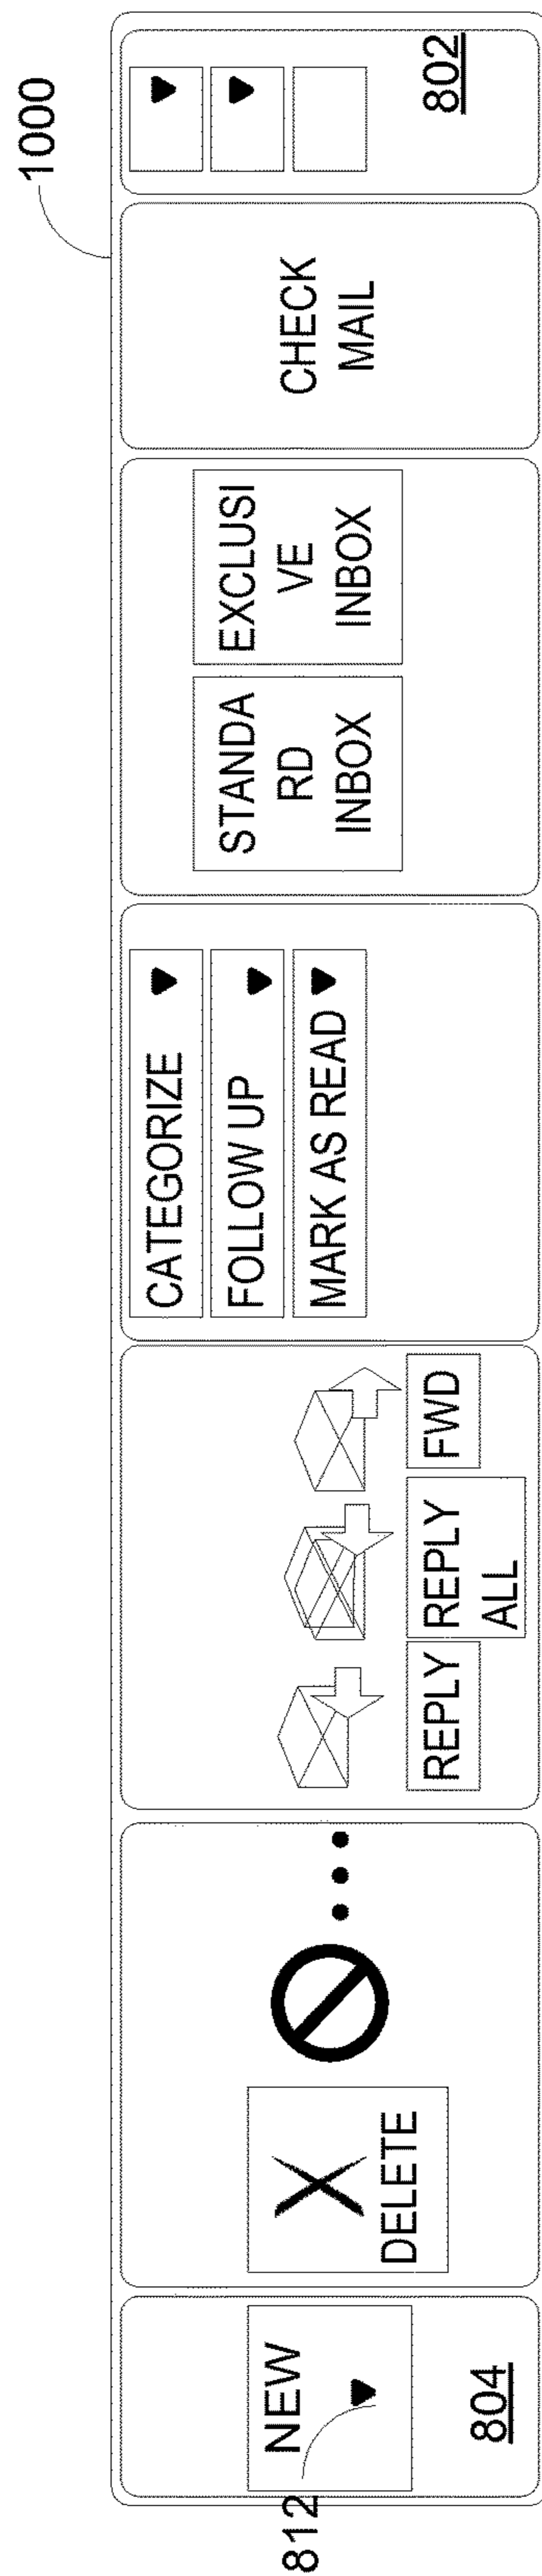 1000
NEW
812
804
X
DELETE
REPLY
REPLY
ALL
FWD
CATEGORIZE
FOLLOW UP
MARK AS READ
STANDA
RD
INBOX
EXCLUSI
VE
INBOX
CHECK
MAIL
802